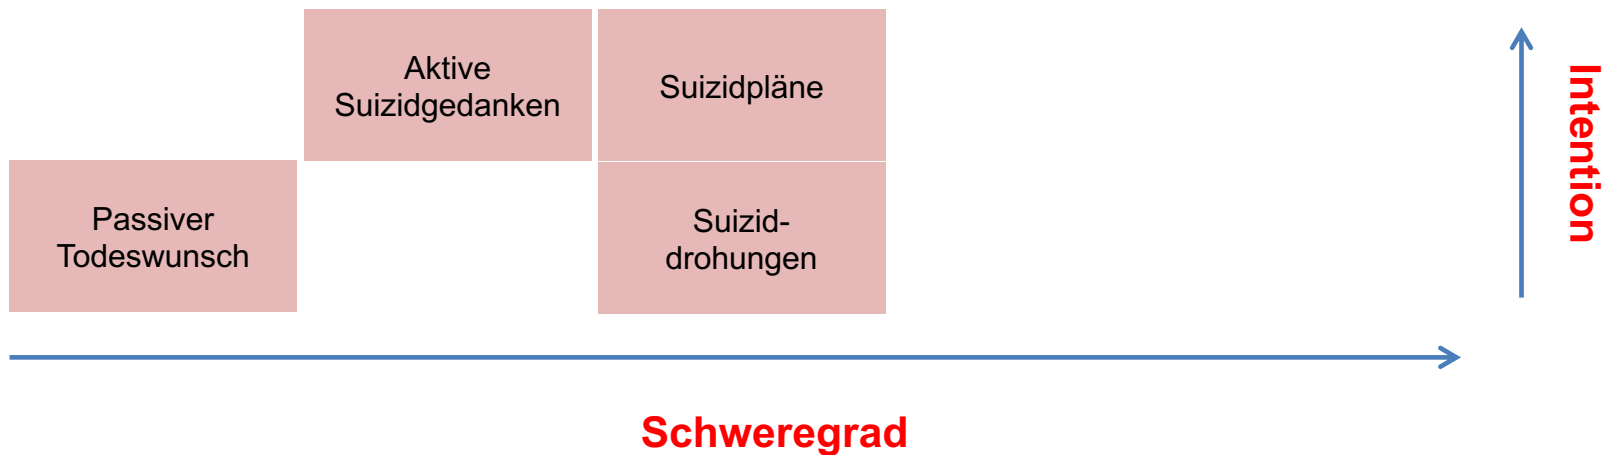 Aktive
Suizidgedanken
Suizidpläne
Passiver
Todeswunsch
Suizid-
drohungen
Intention
Schweregrad